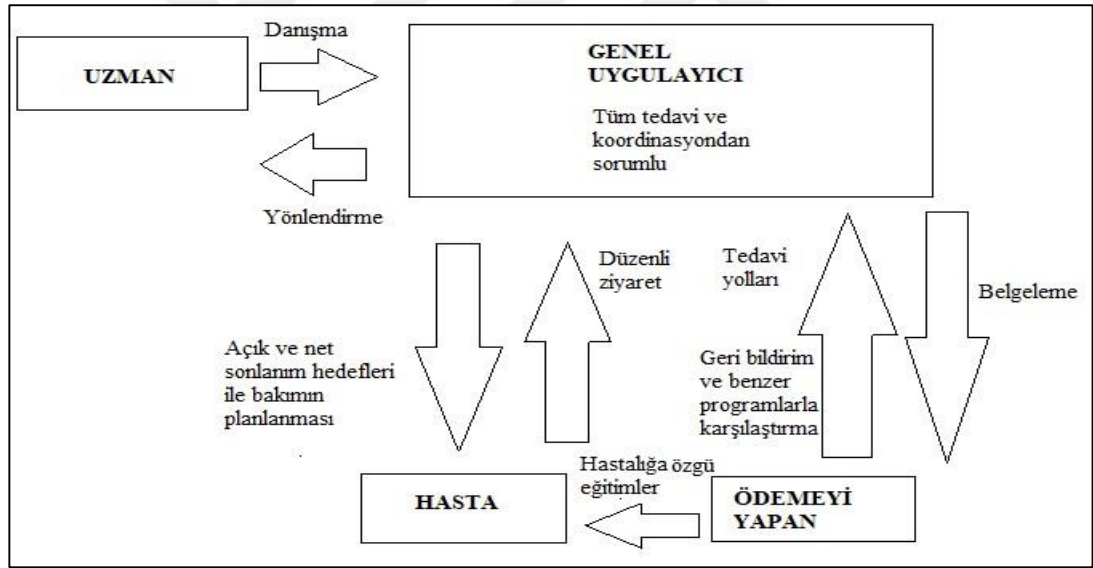 Danışma
UZMAN
GENEL
UYGULAYICI
Tüm tedavi ve
koordinasyondan
sorumlu
Yönlendirme
Düzenli
ziyaret
Tedavi
yolları
Belgeleme
Açık ve net
sonlanım hedefleri
ile bakımın
planlanması
Geri bildirim
ve benzer
programlarla
karşılaştırma
HASTA
Hastalığa özgü
eğitimler
ÖDEMEYİ
YAPAN